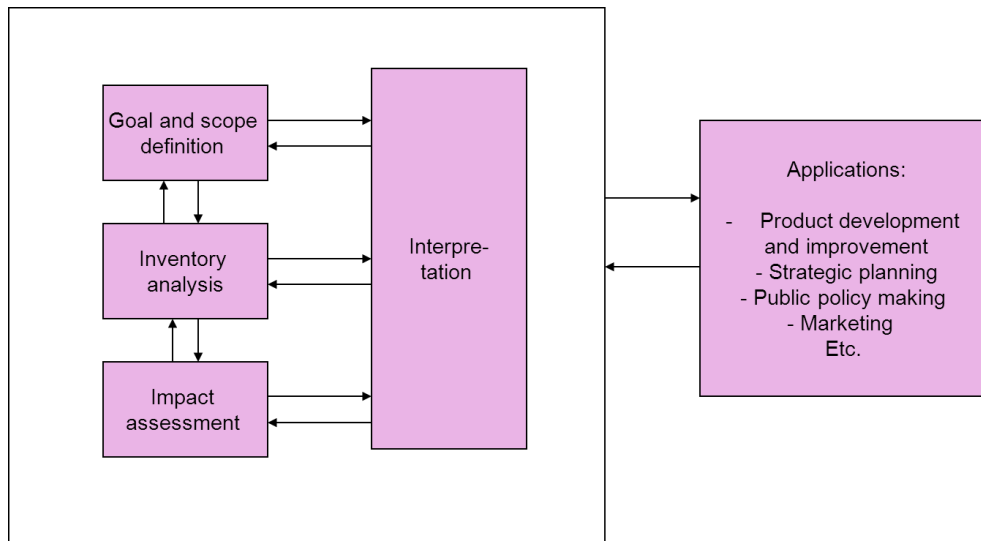 Goal and scope
definition
Inventory
analysis
Impact
assessment
Interpre-
tation
Applications:
- Product development
and improvement
- Strategic planning
- Public policy making
- Marketing
Etc.